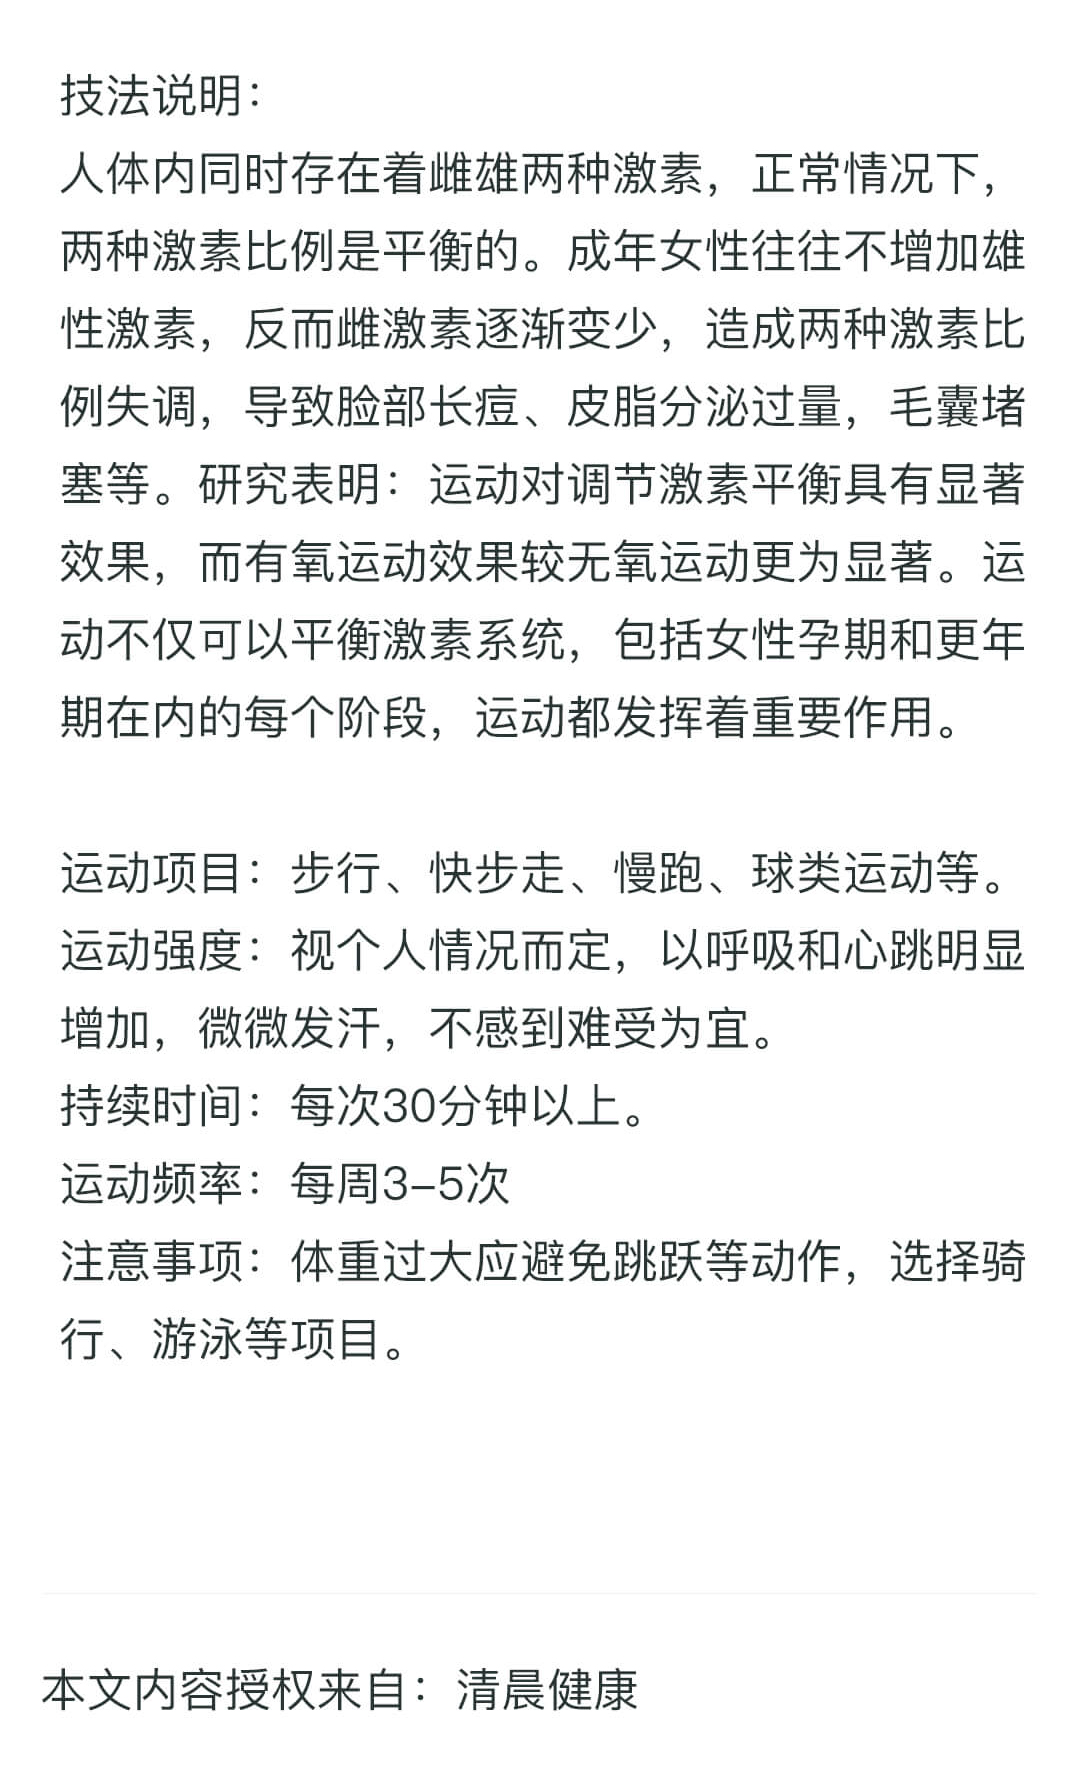 技法说明：
人体内同时存在着雌雄两种激素，正常情况下，
两种激素比例是平衡的。成年女性往往不增加雄
性激素，反而雌激素逐渐变少，造成两种激素比
例失调，导致脸部长痘、皮脂分泌过量，毛囊堵
塞等。研究表明：运动对调节激素平衡具有显著
效果，而有氧运动效果较无氧运动更为显著。运
动不仅可以平衡激素系统，包括女性孕期和更年
期在内的每个阶段，运动都发挥着重要作用。
运动项目：步行、快步走、慢跑、球类运动等。
运动强度：视个人情况而定，以呼吸和心跳明显
增加，微微发汗，不感到难受为宜。
持续时间：每次30分钟以上。
运动频率：每周3–5次
注意事项：体重过大应避免跳跃等动作，选择骑
行、游泳等项目。
本文内容授权来自：清晨健康